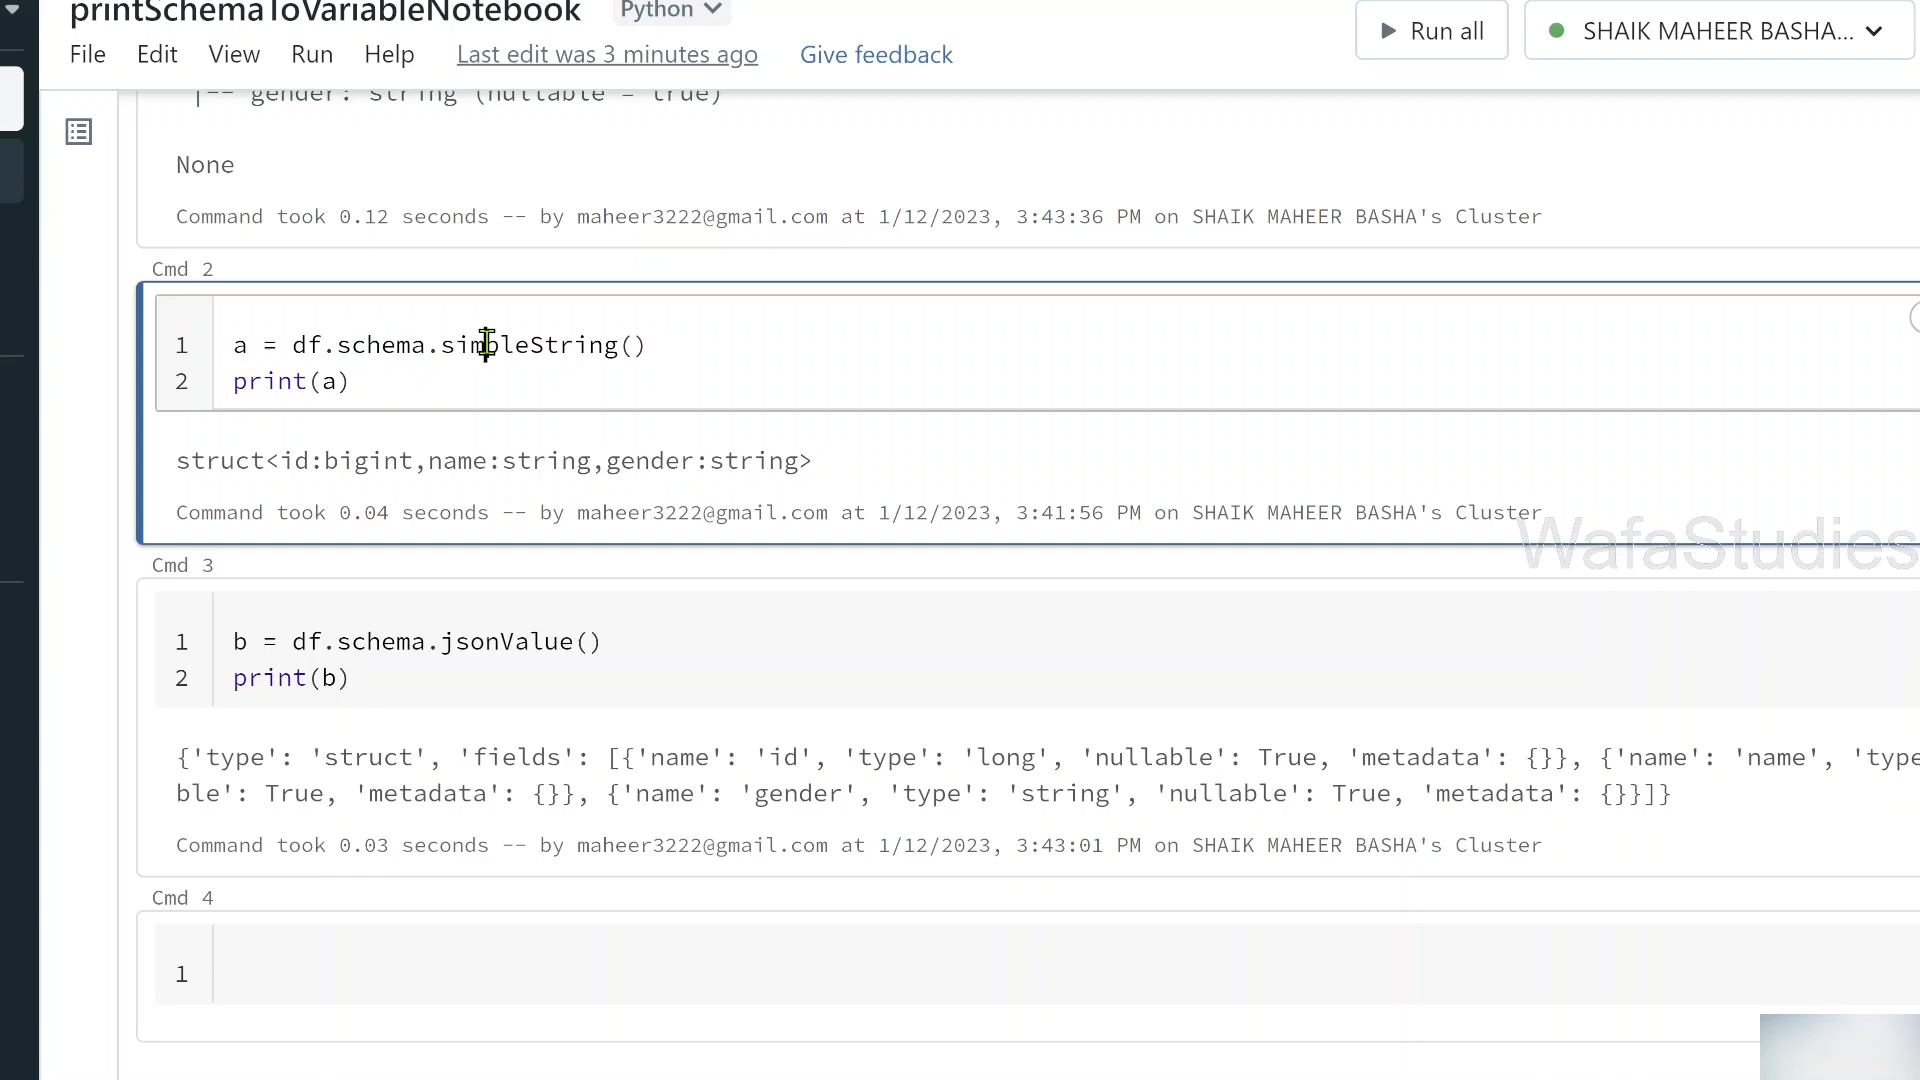 printSchemaToVariableNotebook
Python
File Edit View Run Help Last edit was 3 minutes ago Give feedback
Run all
SHAIK MAHEER BASHA...
|-- gender: string (nullable = true)
None
Command took 0.12 seconds -- by maheer3222@gmail.com at 1/12/2023, 3:43:36 PM on SHAIK MAHEER BASHA's Cluster
Cmd 2
1 a = df.schema.simpleString()
2 print(a)
struct<id:bigint,name:string,gender:string>
Command took 0.04 seconds -- by maheer3222@gmail.com at 1/12/2023, 3:41:56 PM on SHAIK MAHEER BASHA's Cluster
WafaStudies
Cmd 3
1 b = df.schema.jsonValue()
2 print(b)
{'type': 'struct', 'fields': [{'name': 'id', 'type': 'long', 'nullable': True, 'metadata': {}}, {'name': 'name', 'type
ble': True, 'metadata': {}}, {'name': 'gender', 'type': 'string', 'nullable': True, 'metadata': {}}]}
Command took 0.03 seconds -- by maheer3222@gmail.com at 1/12/2023, 3:43:01 PM on SHAIK MAHEER BASHA's Cluster
Cmd 4
1